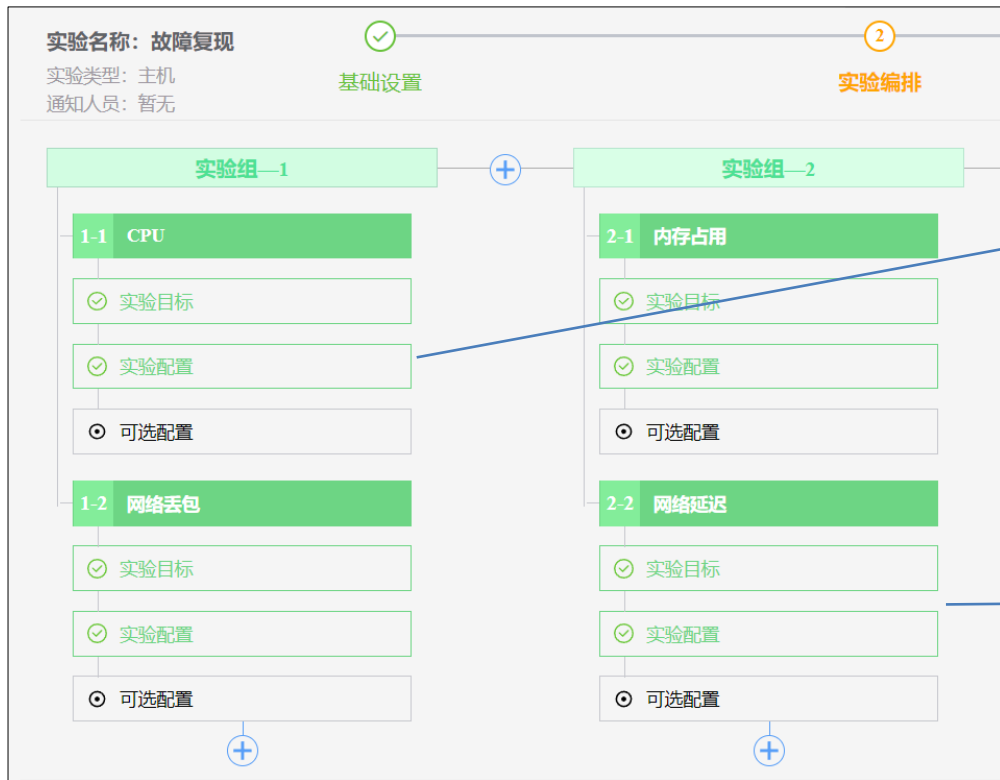 实验名称：故障复现
实验类型：主机
通知人员：暂无
基础设置
2
实验编排
实验组—1
1-1 CPU
实验目标
实验配置
可选配置
1-2 网络丢包
实验目标
实验配置
可选配置
实验组—2
2-1 内存占用
实验目标
实验配置
可选配置
2-2 网络延迟
实验目标
实验配置
可选配置